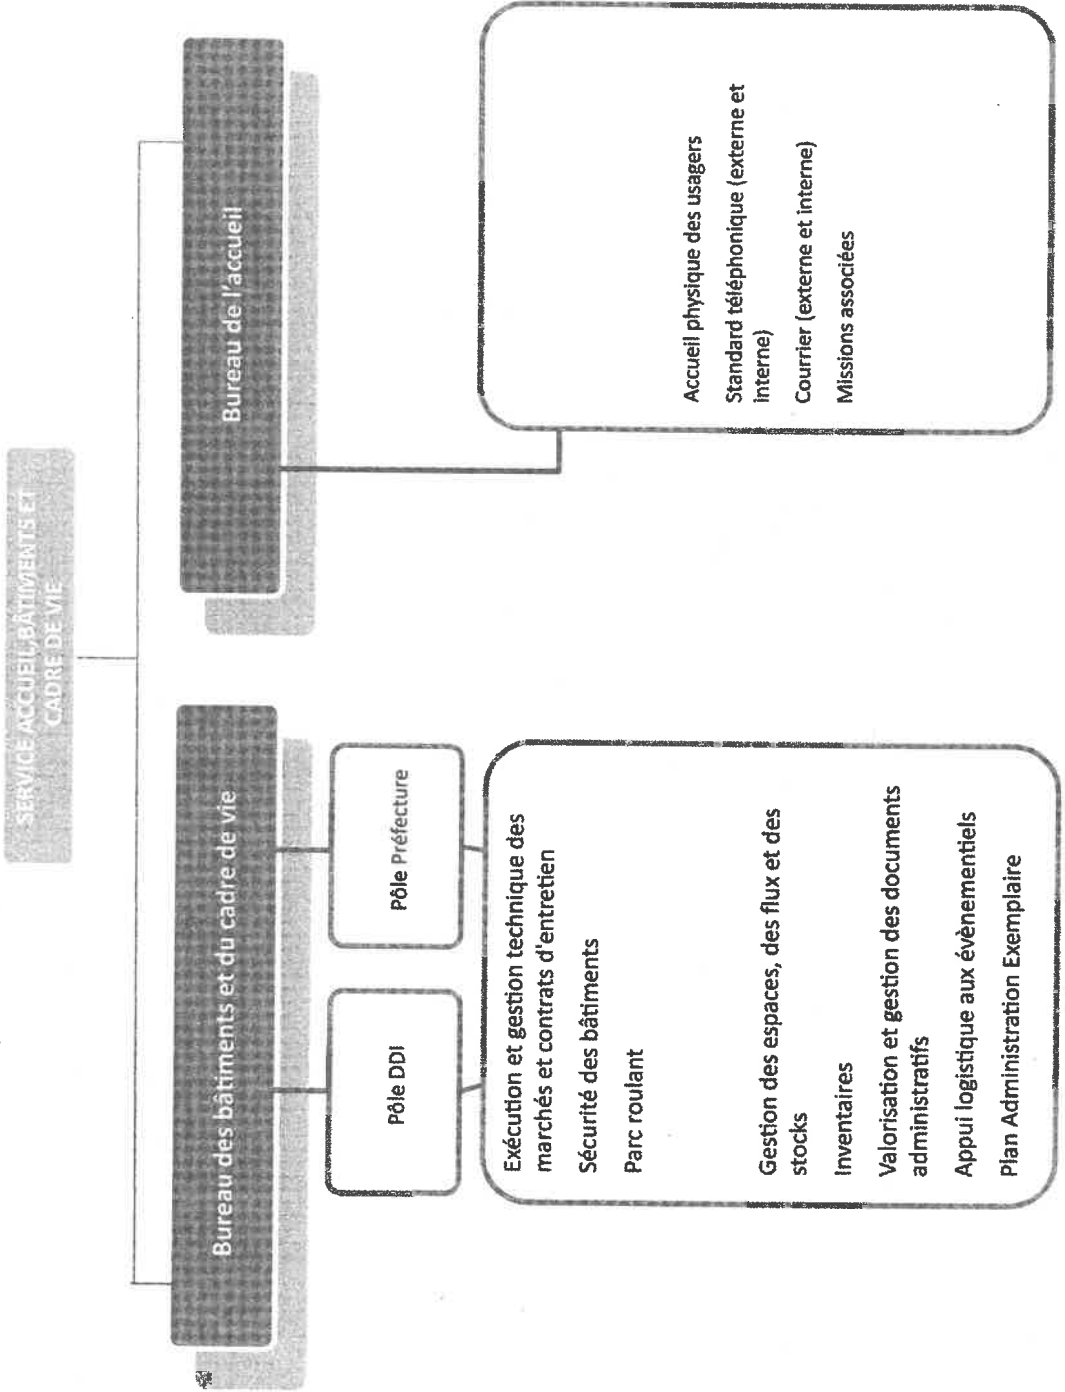 SERVICE ACCUEIL,BÂTIMENTS ET
CADRE DE VIE
Bureau des bâtiments et du cadre de vie
Pôle DDI
Pôle Préfecture
Exécution et gestion technique des
marchés et contrats d'entretien
Sécurité des bâtiments
Parc roulant
Gestion des espaces, des flux et des
stocks
Inventaires
Valorisation et gestion des documents
administratifs
Appui logistique aux évènementiels
Plan Administration Exemplaire
Bureau de l'accueil
Accueil physique des usagers
Standard téléphonique (externe et
interne)
Courrier (externe et interne)
Missions associées